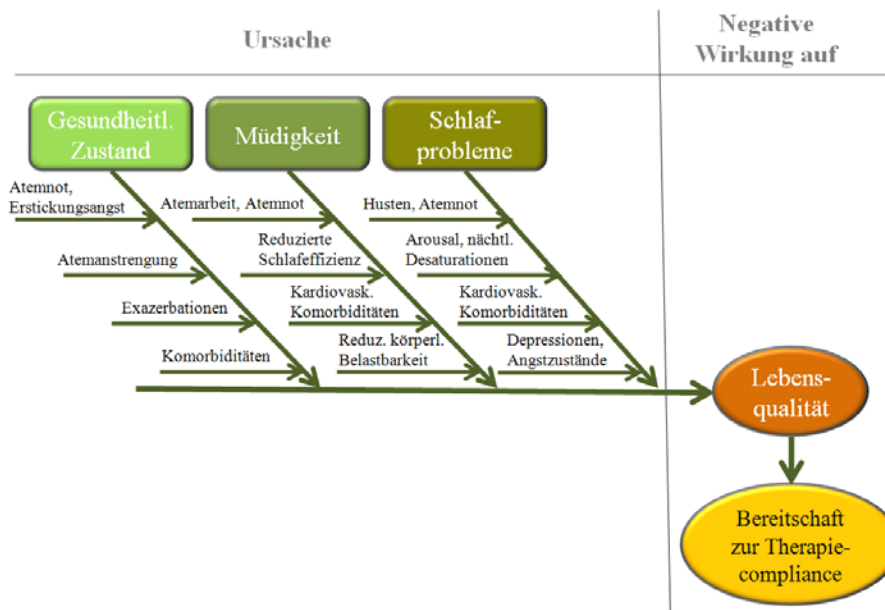 Ursache
Negative
Wirkung auf
Gesundheitl.
Zustand
Müdigkeit
Schlaf-
probleme
Atemnot,
Erstickungsangst
Atemanstrengung
Exazerbationen
Komorbiditäten
Atemarbeit, Atemnot
Reduzierte
Schlafeffizienz
Kardiovask.
Komorbiditäten
Reduz. körperl.
Belastbarkeit
Husten, Atemnot
Arousal, nächtl.
Desaturationen
Kardiovask.
Komorbiditäten
Depressionen,
Angstzustände
Lebens-
qualität
Bereitschaft
zur Therapie-
compliance